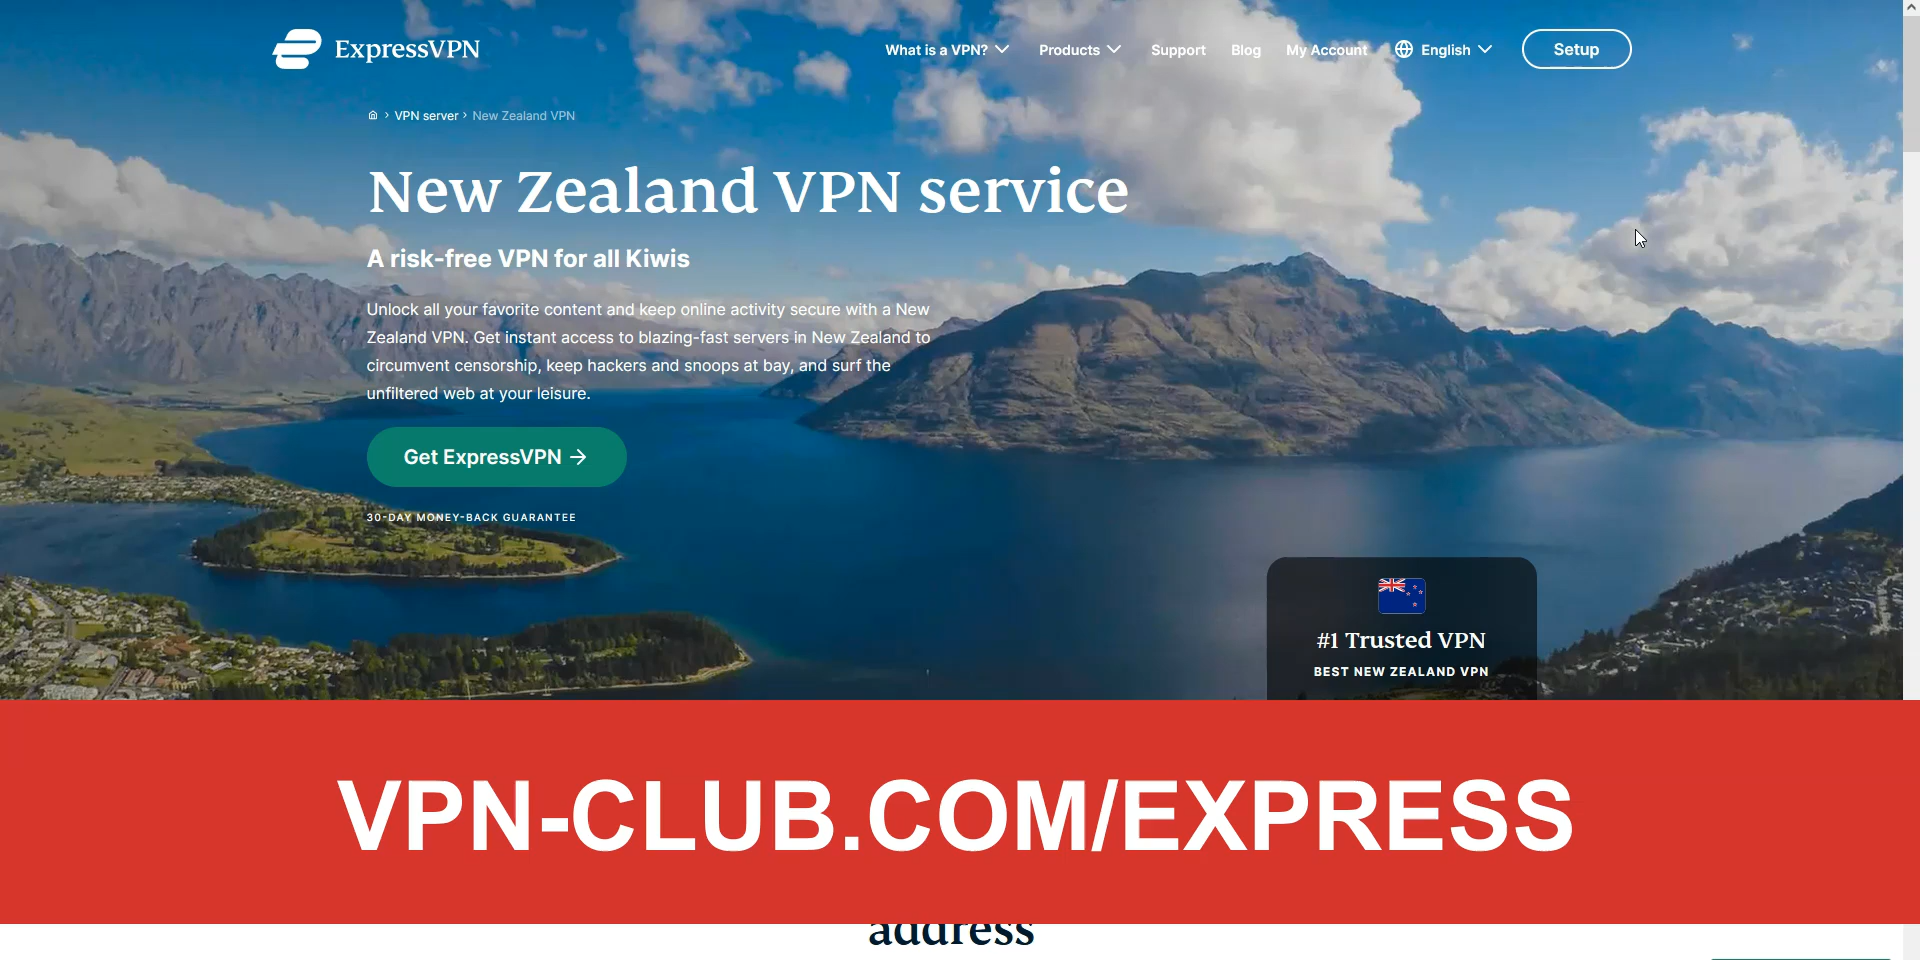 ExpressVPN
What is a VPN? Products Support Blog My Account English Setup
VPN server › New Zealand VPN
New Zealand VPN service
A risk-free VPN for all Kiwis
Unlock all your favorite content and keep online activity secure with a New
Zealand VPN. Get instant access to blazing-fast servers in New Zealand to
circumvent censorship, keep hackers and snoops at bay, and surf the
unfiltered web at your leisure.
Get ExpressVPN →
30-DAY MONEY-BACK GUARANTEE
#1 Trusted VPN
BEST NEW ZEALAND VPN
VPN-CLUB.COM/EXPRESS
address